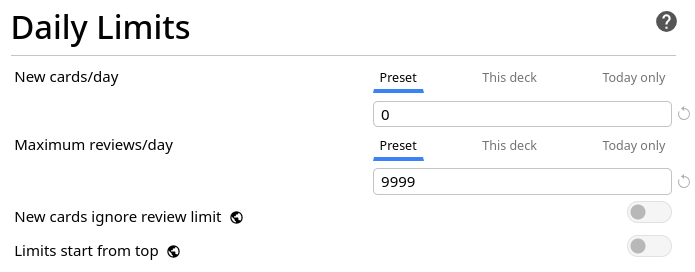 Daily Limits
New cards/day Preset This deck Today only
0
Maximum reviews/day Preset This deck Today only
9999
New cards ignore review limit
Limits start from top